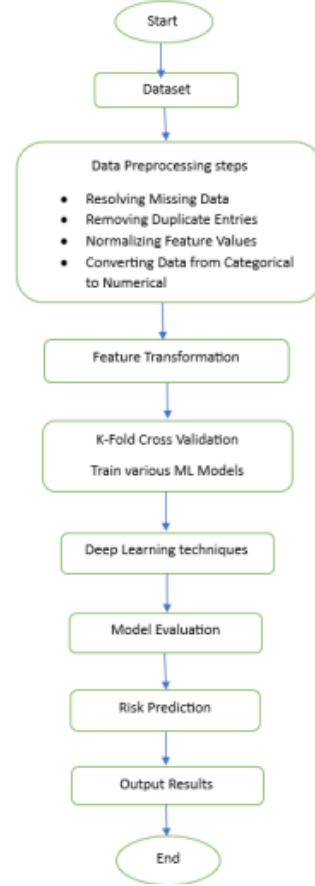 Start
Dataset
Data Preprocessing steps
• Resolving Missing Data
• Removing Duplicate Entries
• Normalizing Feature Values
• Converting Data from Categorical
to Numerical
Feature Transformation
K-Fold Cross Validation
Train various ML Models
Deep Learning techniques
Model Evaluation
Risk Prediction
Output Results
End